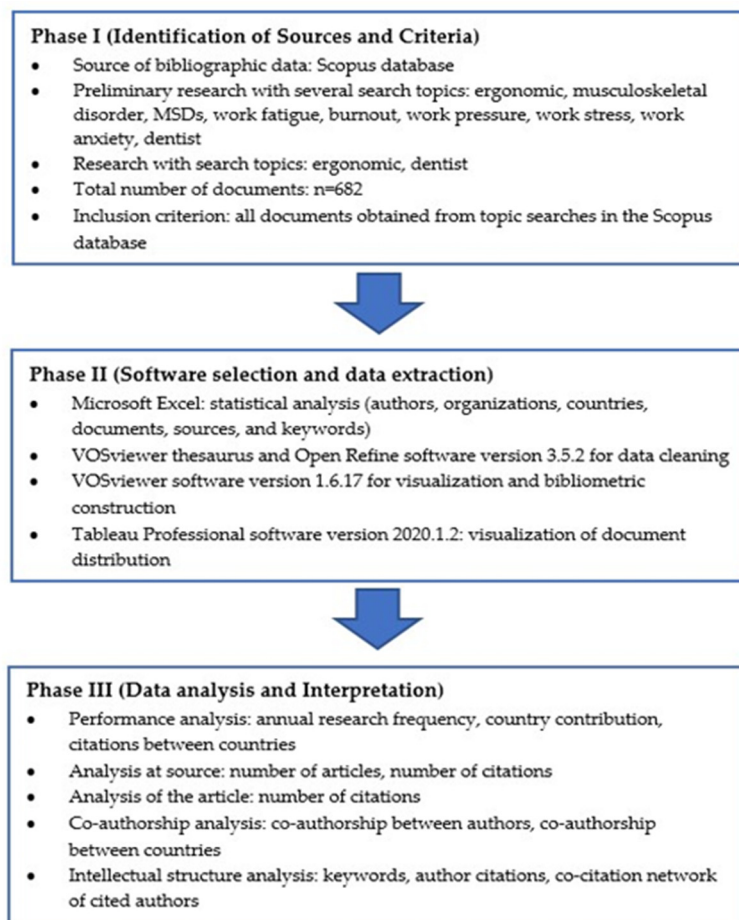 Phase I (Identification of Sources and Criteria)
• Source of bibliographic data: Scopus database
• Preliminary research with several search topics: ergonomic, musculoskeletal
disorder, MSDs, work fatigue, burnout, work pressure, work stress, work
anxiety, dentist
• Research with search topics: ergonomic, dentist
• Total number of documents: n=682
• Inclusion criterion: all documents obtained from topic searches in the Scopus
database
Phase II (Software selection and data extraction)
• Microsoft Excel: statistical analysis (authors, organizations, countries,
documents, sources, and keywords)
• VOSviewer thesaurus and Open Refine software version 3.5.2 for data cleaning
• VOSviewer software version 1.6.17 for visualization and bibliometric
construction
• Tableau Professional software version 2020.1.2: visualization of document
distribution
Phase III (Data analysis and Interpretation)
• Performance analysis: annual research frequency, country contribution,
citations between countries
• Analysis at source: number of articles, number of citations
• Analysis of the article: number of citations
• Co-authorship analysis: co-authorship between authors, co-authorship
between countries
• Intellectual structure analysis: keywords, author citations, co-citation network
of cited authors